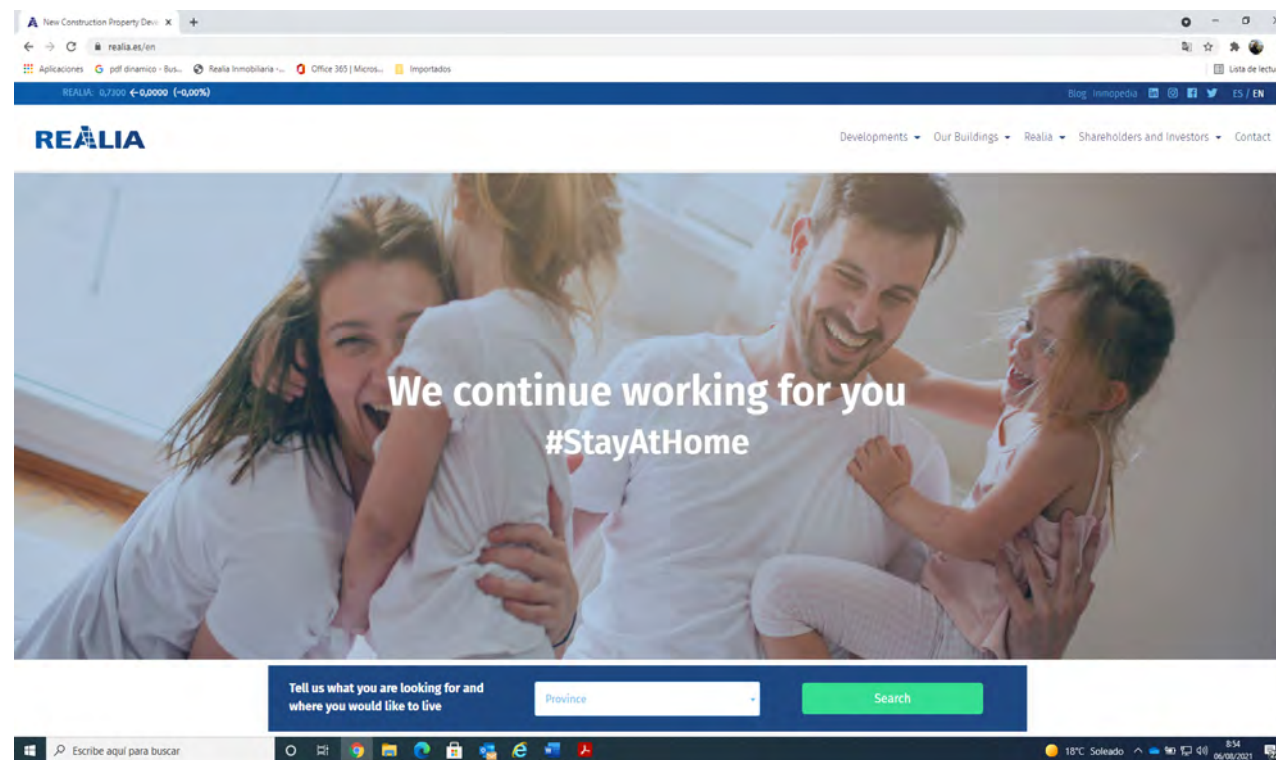 New Construction Property Deve
realia.es/en
Aplicaciones pdf dinamico - Bus... Realia Inmobiliaria -... Office 365 | Micros... Importados Lista de lectu
REALIA: 0,7300 ←0,0000 (-0,00%) Blog Inmopedia ES / EN
REALIA Developments Our Buildings Realia Shareholders and Investors Contact
We continue working for you
#StayAtHome
Tell us what you are looking for and
where you would like to live
Province
Search
Escribe aquí para buscar
18°C Soleado 8:54
06/08/2021